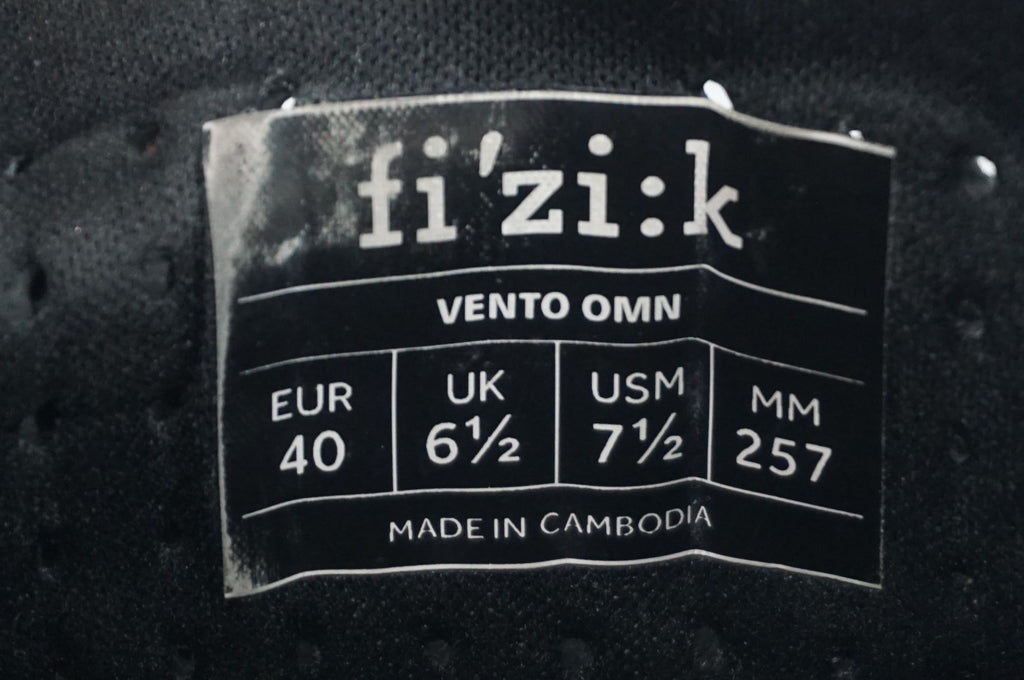 fi'zi:k
VENTO OMN
EUR UK USM MM
40 6½ 7½ 257
MADE IN CAMBODIA